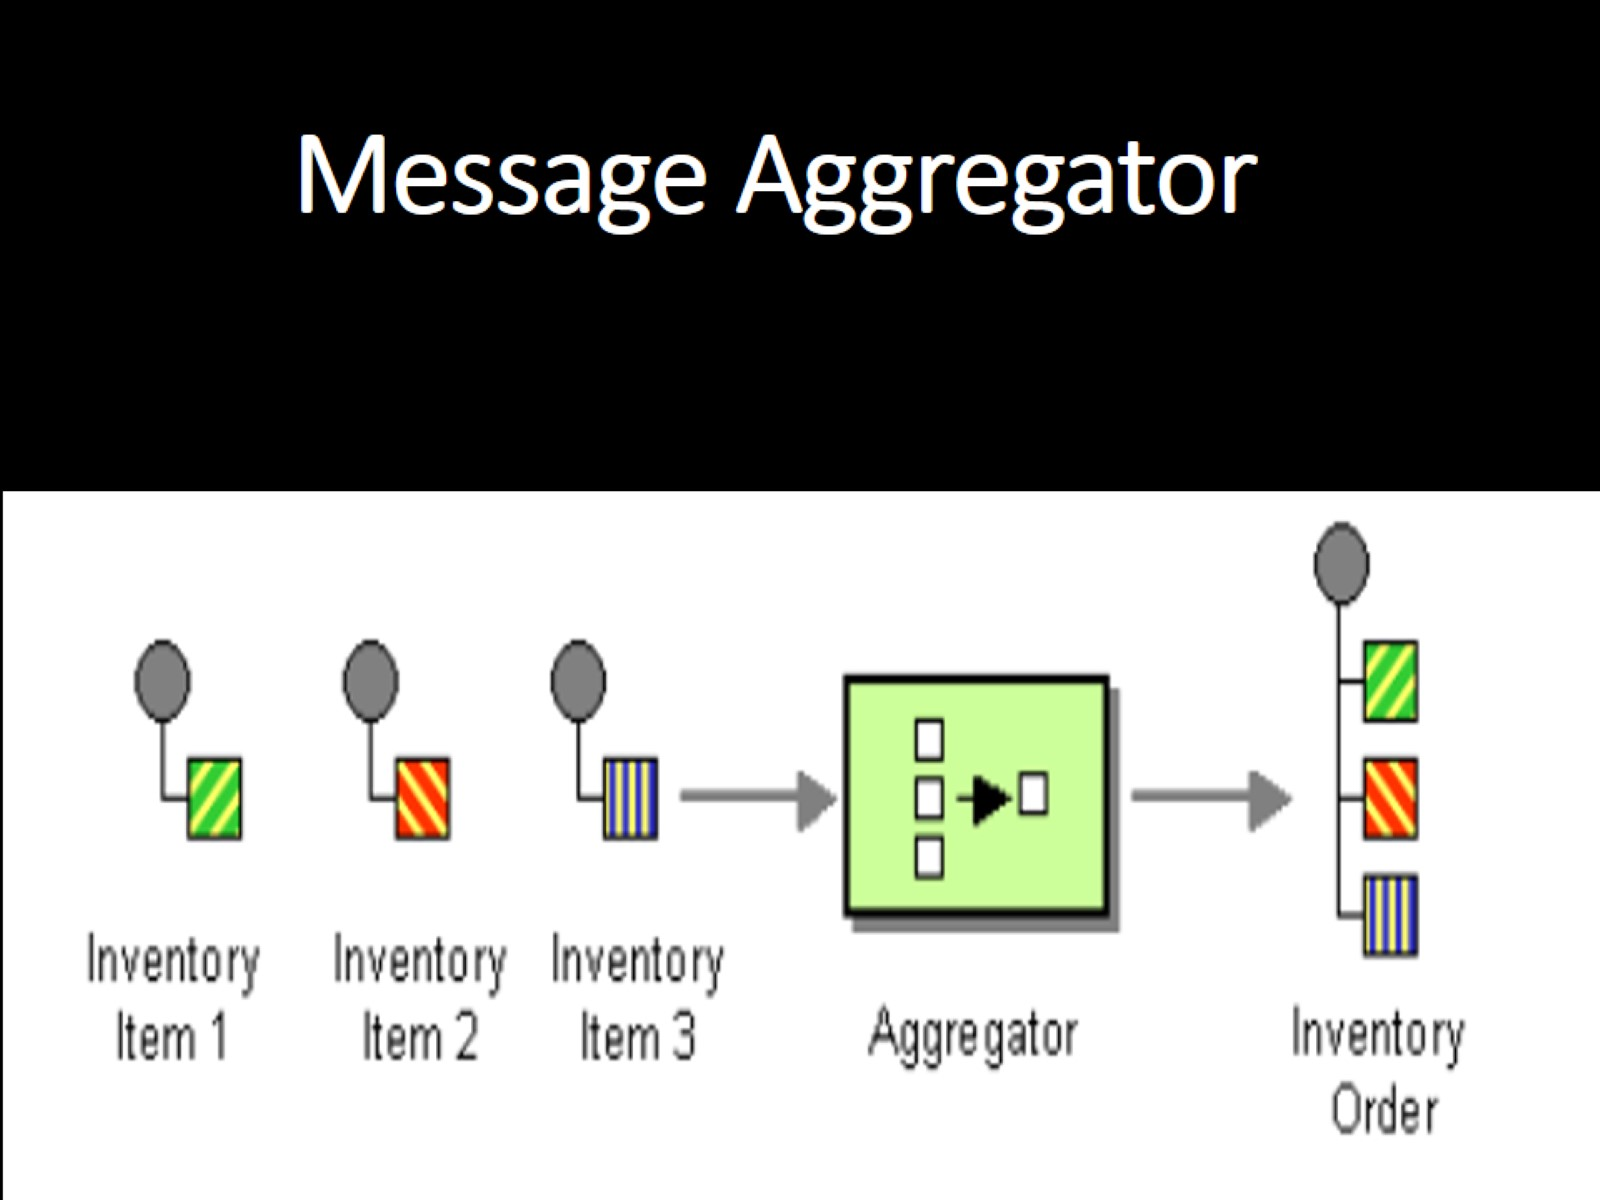 Message Aggregator
Inventory
Item 1
Inventory
Item 2
Inventory
Item 3
Aggregator
Inventory
Order